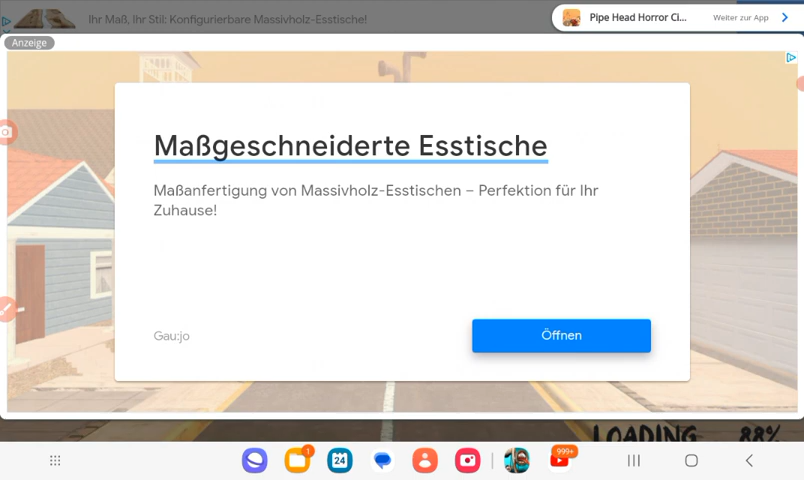 Ihr Maß, Ihr Stil: Konfigurierbare Massivholz-Esstische!
Pipe Head Horror Ci...
Weiter zur App
Anzeige
Maßgeschneiderte Esstische
Maßanfertigung von Massivholz-Esstischen – Perfektion für Ihr
Zuhause!
Gau:jo
Öffnen
LOADING 88%
1
24
999+